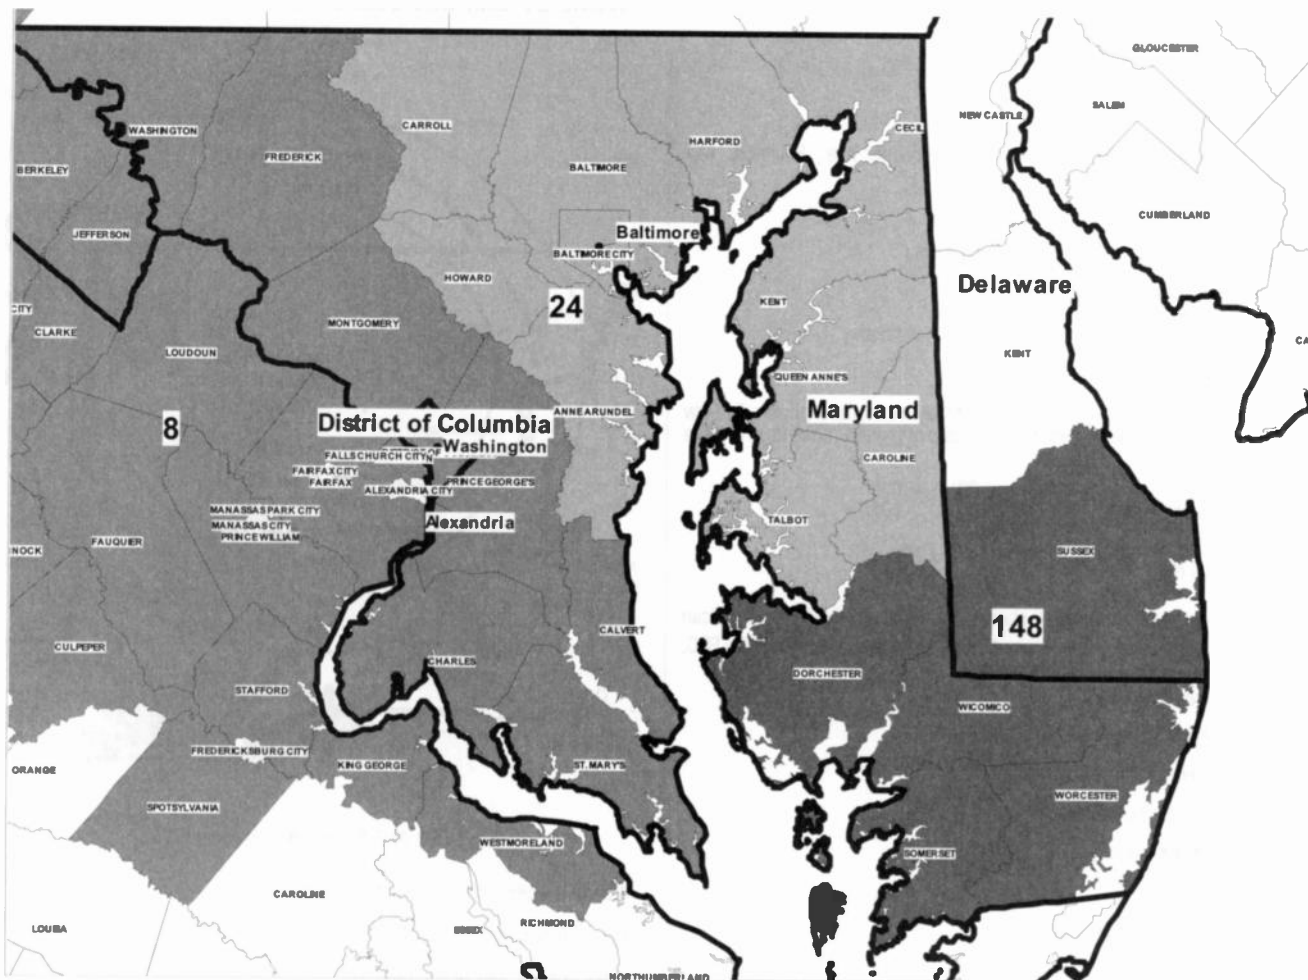 GLOUCESTER
SALEM
NEW CASTLE
CARROLL
CECIL
WASHINGTON
HARFORD
FREDERICK
BALTIMORE
BERKELEY
CUMBERLAND
JEFFERSON
Baltimore
BALTIMORE CITY
HOWARD
Delaware
KENT
24
CITY
CLARKE
MONTGOMERY
LOUDOUN
KENT
QUEEN ANNE'S
CA
Maryland
ANNE ARUNDEL
District of Columbia
8
Washington
FALLS CHURCH CITY
CAROLINE
FAIRFAX CITY
FAIRFAX
PRINCE GEORGE'S
ALEXANDRIA CITY
MANASSAS PARK CITY
MANASSAS CITY
PRINCE WILLIAM
Alexandria
TALBOT
FAUQUIER
NOCK
SUSSEX
148
CALVERT
CULPEPER
CHARLES
DORCHESTER
STAFFORD
WICOMICO
FREDERICKSBURG CITY
KING GEORGE
ST. MARY'S
ORANGE
WORCESTER
SPOTSYLVANIA
WESTMORELAND
SOMERSET
CAROLINE
RICHMOND
LOUISA
ESSEX
NORTHUMBERLAND